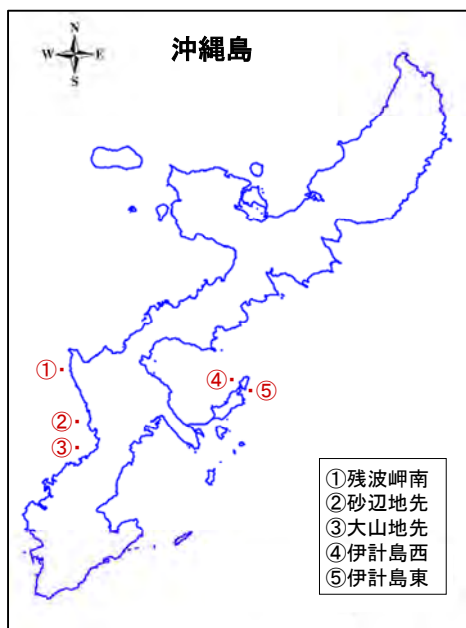 N
W E
S
沖縄島
①
②
③
④
⑤
①残波岬南
②砂辺地先
③大山地先
④伊計島西
⑤伊計島東